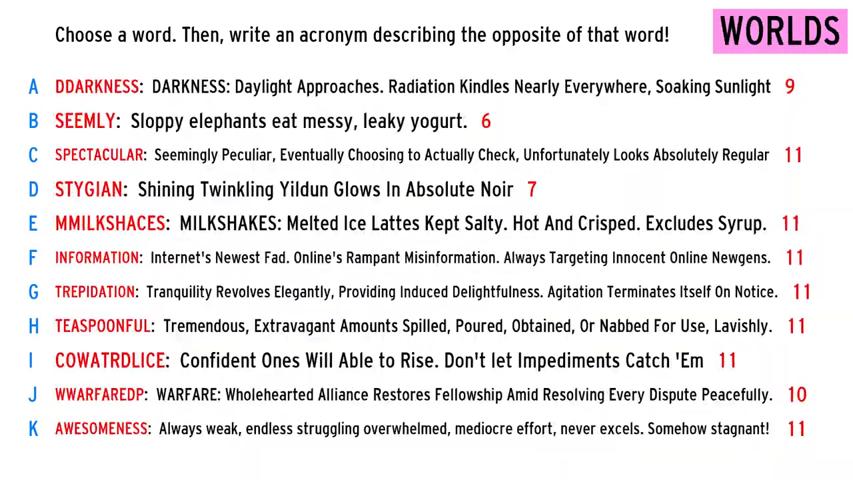 Choose a word. Then, write an acronym describing the opposite of that word! WORLDS
A DDARKNESS: DARKNESS: Daylight Approaches. Radiation Kindles Nearly Everywhere, Soaking Sunlight 9
B SEEMLY: Sloppy elephants eat messy, leaky yogurt. 6
C SPECTACULAR: Seemingly Peculiar, Eventually Choosing to Actually Check, Unfortunately Looks Absolutely Regular 11
D STYGIAN: Shining Twinkling Yildun Glows In Absolute Noir 7
E MMILKSHACES: MILKSHAKES: Melted Ice Lattes Kept Salty. Hot And Crisped. Excludes Syrup. 11
F INFORMATION: Internet's Newest Fad. Online's Rampant Misinformation. Always Targeting Innocent Online Newgens. 11
G TREPIDATION: Tranquility Revolves Elegantly, Providing Induced Delightfulness. Agitation Terminates Itself On Notice. 11
H TEASPOONFUL: Tremendous, Extravagant Amounts Spilled, Poured, Obtained, Or Nabbed For Use, Lavishly. 11
I COWATRDLICE: Confident Ones Will Able to Rise. Don't let Impediments Catch 'Em 11
J WWARFAREDP: WARFARE: Wholehearted Alliance Restores Fellowship Amid Resolving Every Dispute Peacefully. 10
K AWESOMENESS: Always weak, endless struggling overwhelmed, mediocre effort, never excels. Somehow stagnant! 11